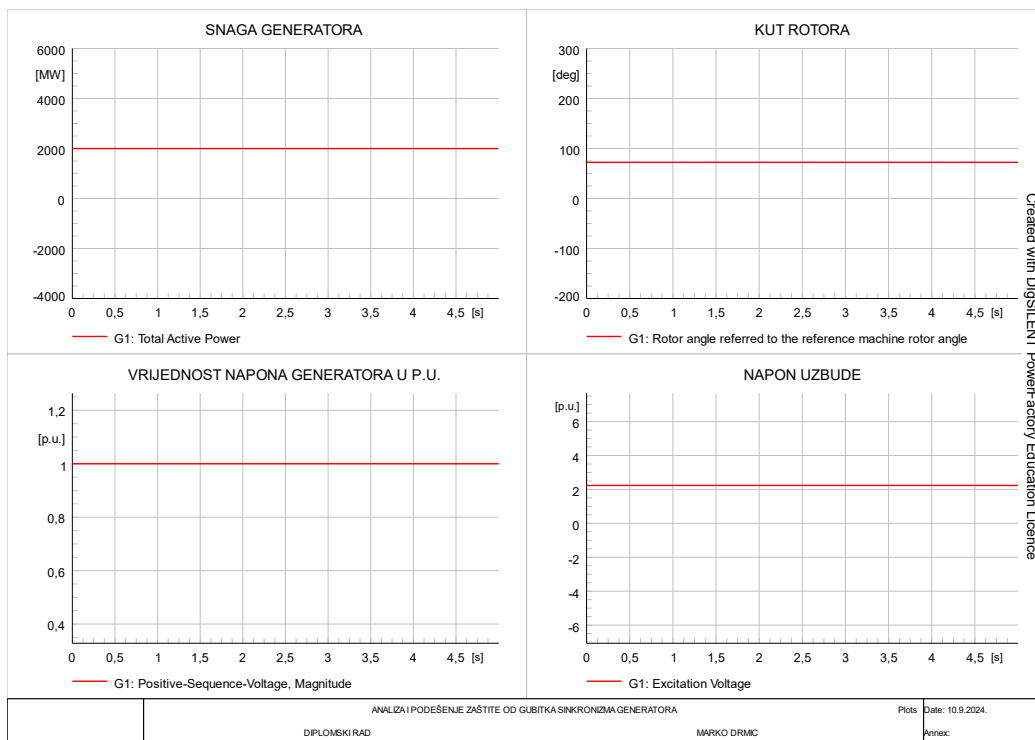 SNAGA GENERATORA
6000
[MW]
4000
2000
0
-2000
-4000
0 0,5 1 1,5 2 2,5 3 3,5 4 4,5 [s]
G1: Total Active Power
KUT ROTORA
300
[deg]
200
100
0
-100
-200
0 0,5 1 1,5 2 2,5 3 3,5 4 4,5 [s]
G1: Rotor angle referred to the reference machine rotor angle
VRIJEDNOST NAPONA GENERATORA U P.U.
1,2
[p.u.]
1
0,8
0,6
0,4
0 0,5 1 1,5 2 2,5 3 3,5 4 4,5 [s]
G1: Positive-Sequence-Voltage, Magnitude
NAPON UZBUDE
[p.u.]
6
4
2
0
-2
-4
-6
0 0,5 1 1,5 2 2,5 3 3,5 4 4,5 [s]
G1: Excitation Voltage
Created with DIgSILENT PowerFactory Education Licence
ANALIZA I PODEŠENJE ZAŠTITE OD GUBITKA SINKRONIZMA GENERATORA
DIPLOMSKI RAD
MARKO DRMIC
Plots
Date: 10.9.2024.
Annex: